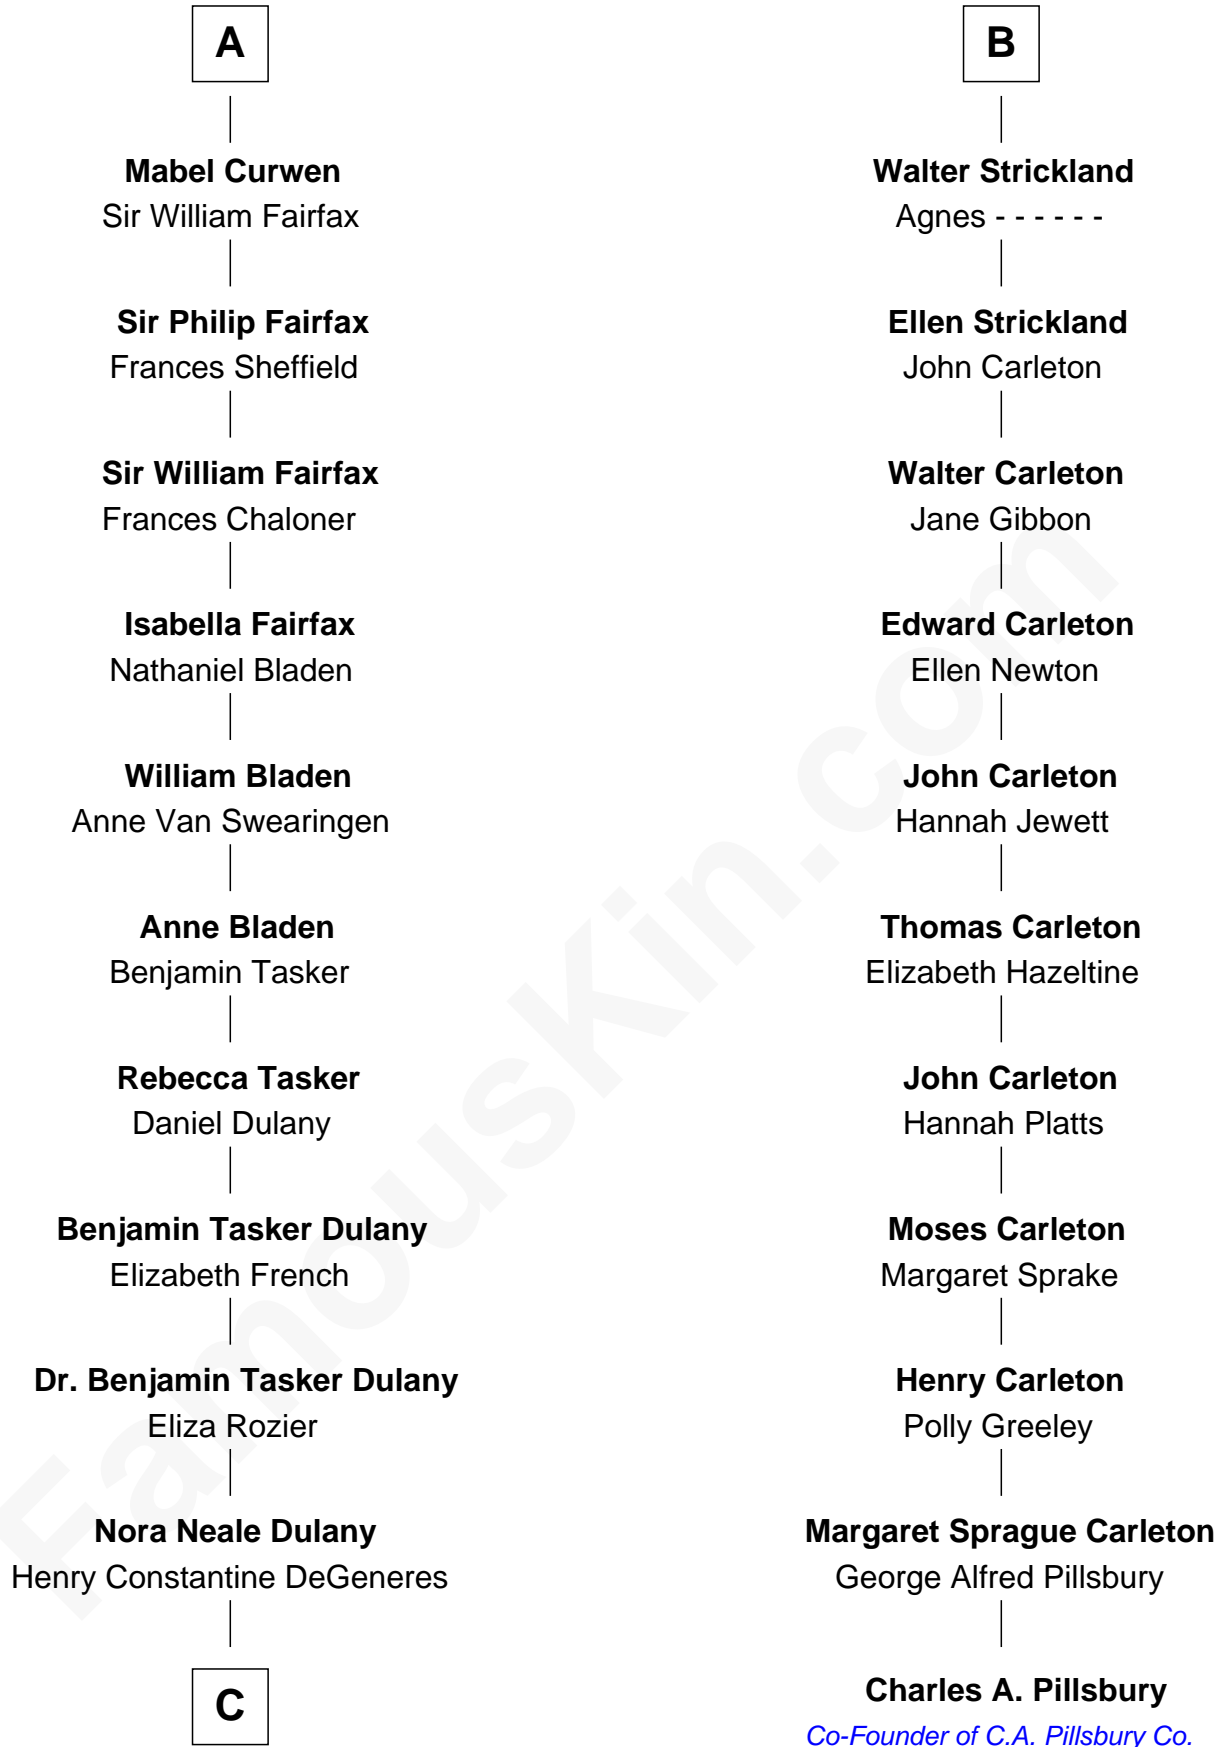 A
Mabel Curwen
Sir William Fairfax
Sir Philip Fairfax
Frances Sheffield
Sir William Fairfax
Frances Chaloner
Isabella Fairfax
Nathaniel Bladen
William Bladen
Anne Van Swearingen
Anne Bladen
Benjamin Tasker
Rebecca Tasker
Daniel Dulany
Benjamin Tasker Dulany
Elizabeth French
Dr. Benjamin Tasker Dulany
Eliza Rozier
Nora Neale Dulany
Henry Constantine DeGeneres
C
B
Walter Strickland
Agnes - - - - - -
Ellen Strickland
John Carleton
Walter Carleton
Jane Gibbon
Edward Carleton
Ellen Newton
John Carleton
Hannah Jewett
Thomas Carleton
Elizabeth Hazeltine
John Carleton
Hannah Platts
Moses Carleton
Margaret Sprake
Henry Carleton
Polly Greeley
Margaret Sprague Carleton
George Alfred Pillsbury
Charles A. Pillsbury
Co-Founder of C.A. Pillsbury Co.
FamousKin.com